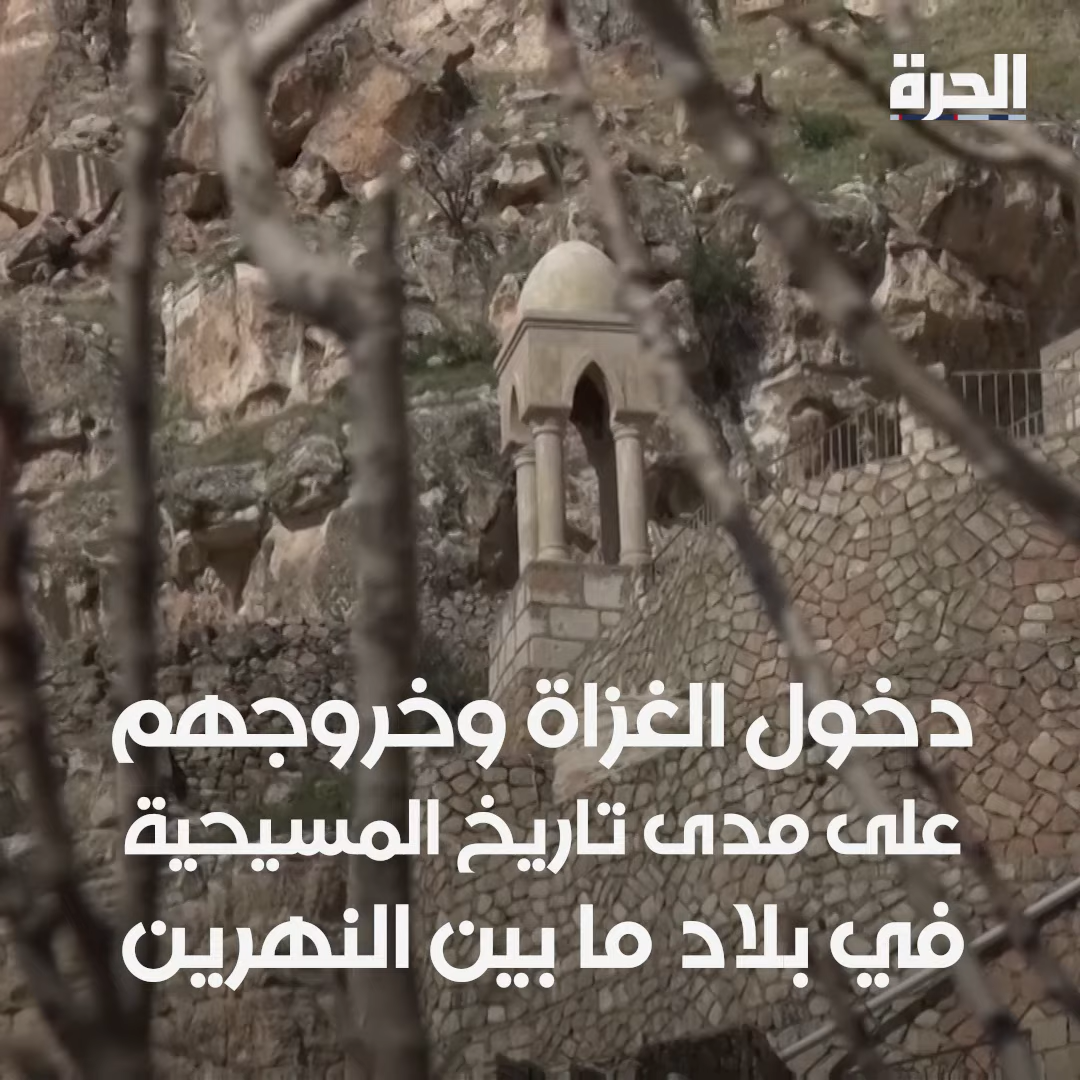 الحرة
دخول الغزاة وخروجهم
على مدى تاريخ المسيحية
في بلاد ما بين النهرين